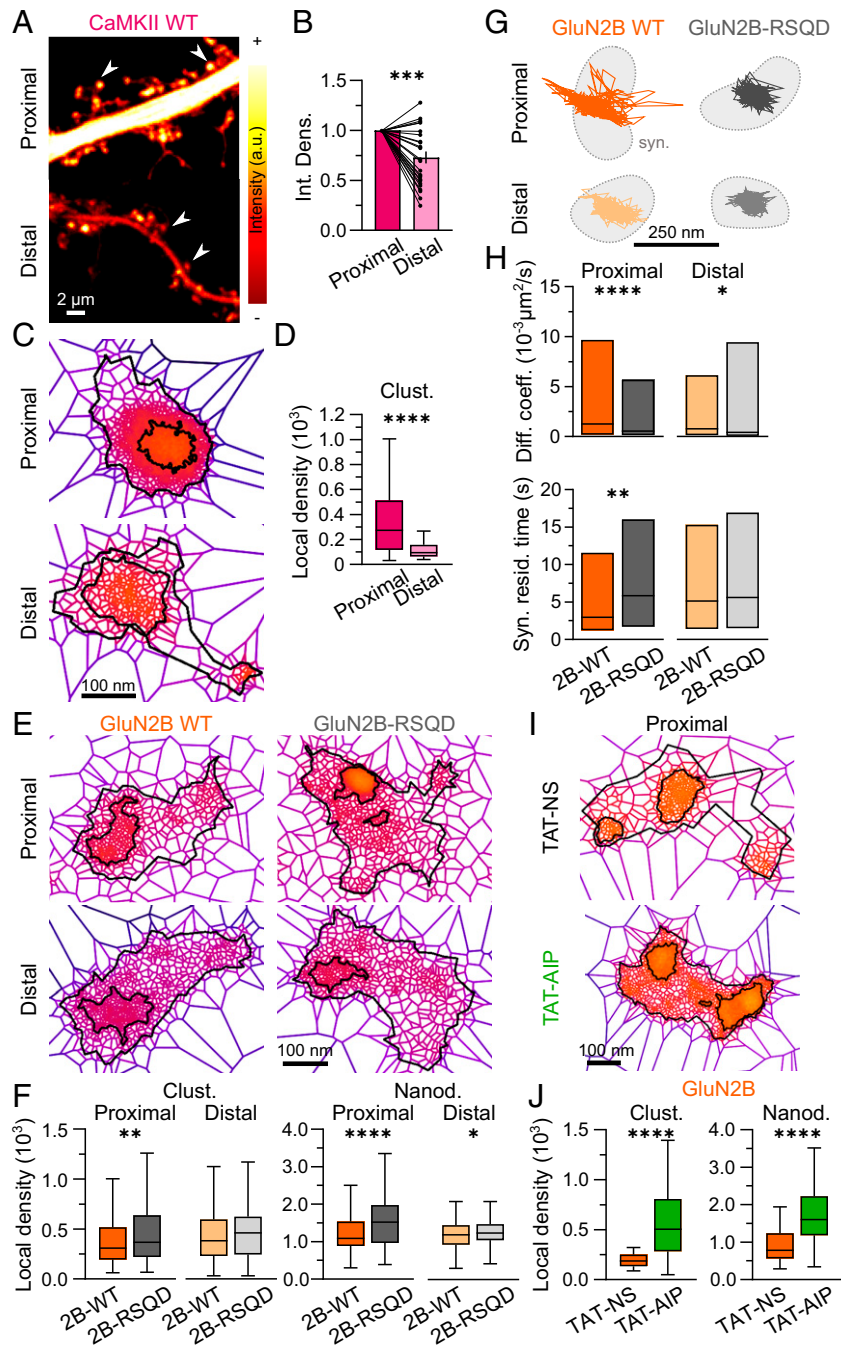 A
CaMKII WT
Proximal
Distal
2 μm
+
Intensity (a.u.)
-
B
***
Int. Dens.
1.5
1.0
0.5
0.0
Proximal
Distal
C
Proximal
Distal
100 nm
D
Clust.
****
Local density (10³)
1.2
1.0
0.8
0.6
0.4
0.2
0
Proximal
Distal
E
GluN2B WT
GluN2B-RSQD
Proximal
Distal
100 nm
F
Clust.
Proximal
Distal
**
Local density (10³)
1.5
1.0
0.5
0.0
2B-WT
2B-RSQD
2B-WT
2B-RSQD
Nanod.
Proximal
Distal
****
*
4.0
3.0
2.0
1.0
0.0
2B-WT
2B-RSQD
2B-WT
2B-RSQD
G
GluN2B WT
GluN2B-RSQD
Proximal
syn.
Distal
250 nm
H
Proximal
Distal
****
*
Diff. coeff. (10⁻³μm²/s)
15
10
5
0
**
Syn. resid. time (s)
20
15
10
5
0
2B-WT
2B-RSQD
2B-WT
2B-RSQD
I
Proximal
TAT-NS
TAT-AIP
100 nm
J
GluN2B
Clust.
****
Local density (10³)
1.5
1.0
0.5
0.0
TAT-NS
TAT-AIP
Nanod.
****
4.0
3.0
2.0
1.0
0.0
TAT-NS
TAT-AIP